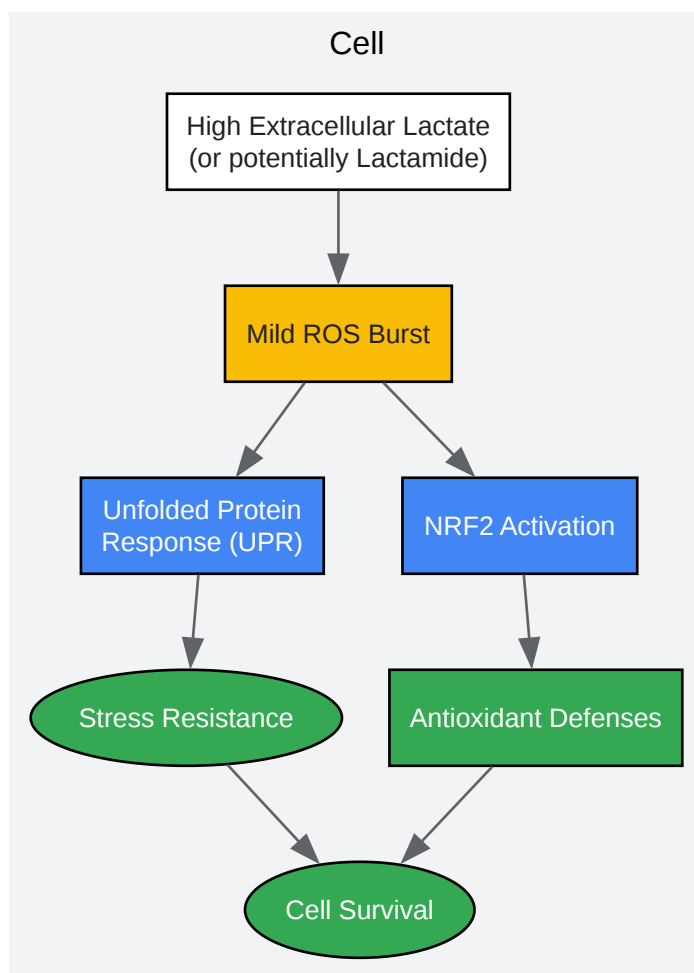 Cell
High Extracellular Lactate
(or potentially Lactamide)
Mild ROS Burst
Unfolded Protein
Response (UPR)
NRF2 Activation
Stress Resistance
Antioxidant Defenses
Cell Survival